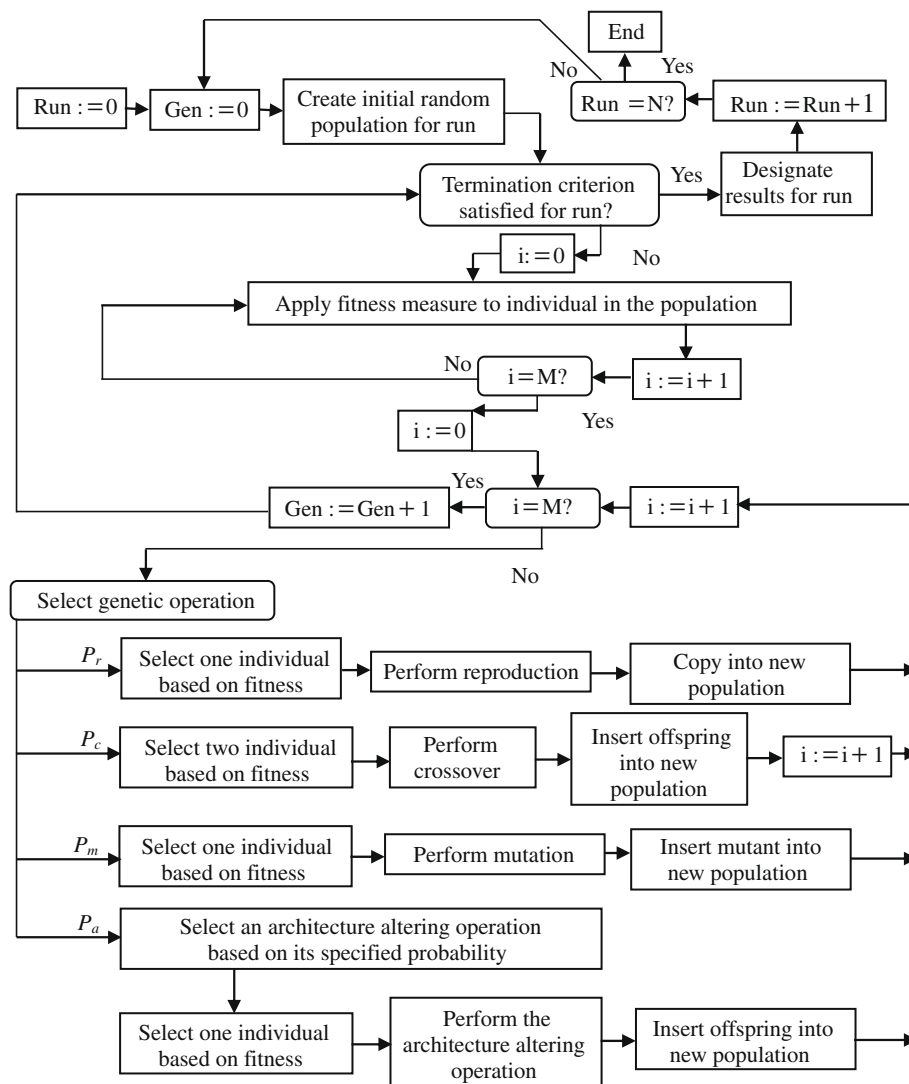 End
No
Yes
Run :=0
Gen :=0
Create initial random
population for run
Run =N?
Run :=Run+1
Termination criterion
satisfied for run?
Yes
Designate
results for run
i:=0
No
Apply fitness measure to individual in the population
No
i=M?
i:=i+1
i :=0
Yes
Yes
Gen :=Gen+1
i=M?
i:=i+1
No
Select genetic operation
Pr
Select one individual
based on fitness
Perform reproduction
Copy into new
population
Pc
Select two individual
based on fitness
Perform
crossover
Insert offspring
into new
population
i:=i+1
Pm
Select one individual
based on fitness
Perform mutation
Insert mutant into
new population
Pa
Select an architecture altering operation
based on its specified probability
Select one individual
based on fitness
Perform the
architecture altering
operation
Insert offspring into
new population